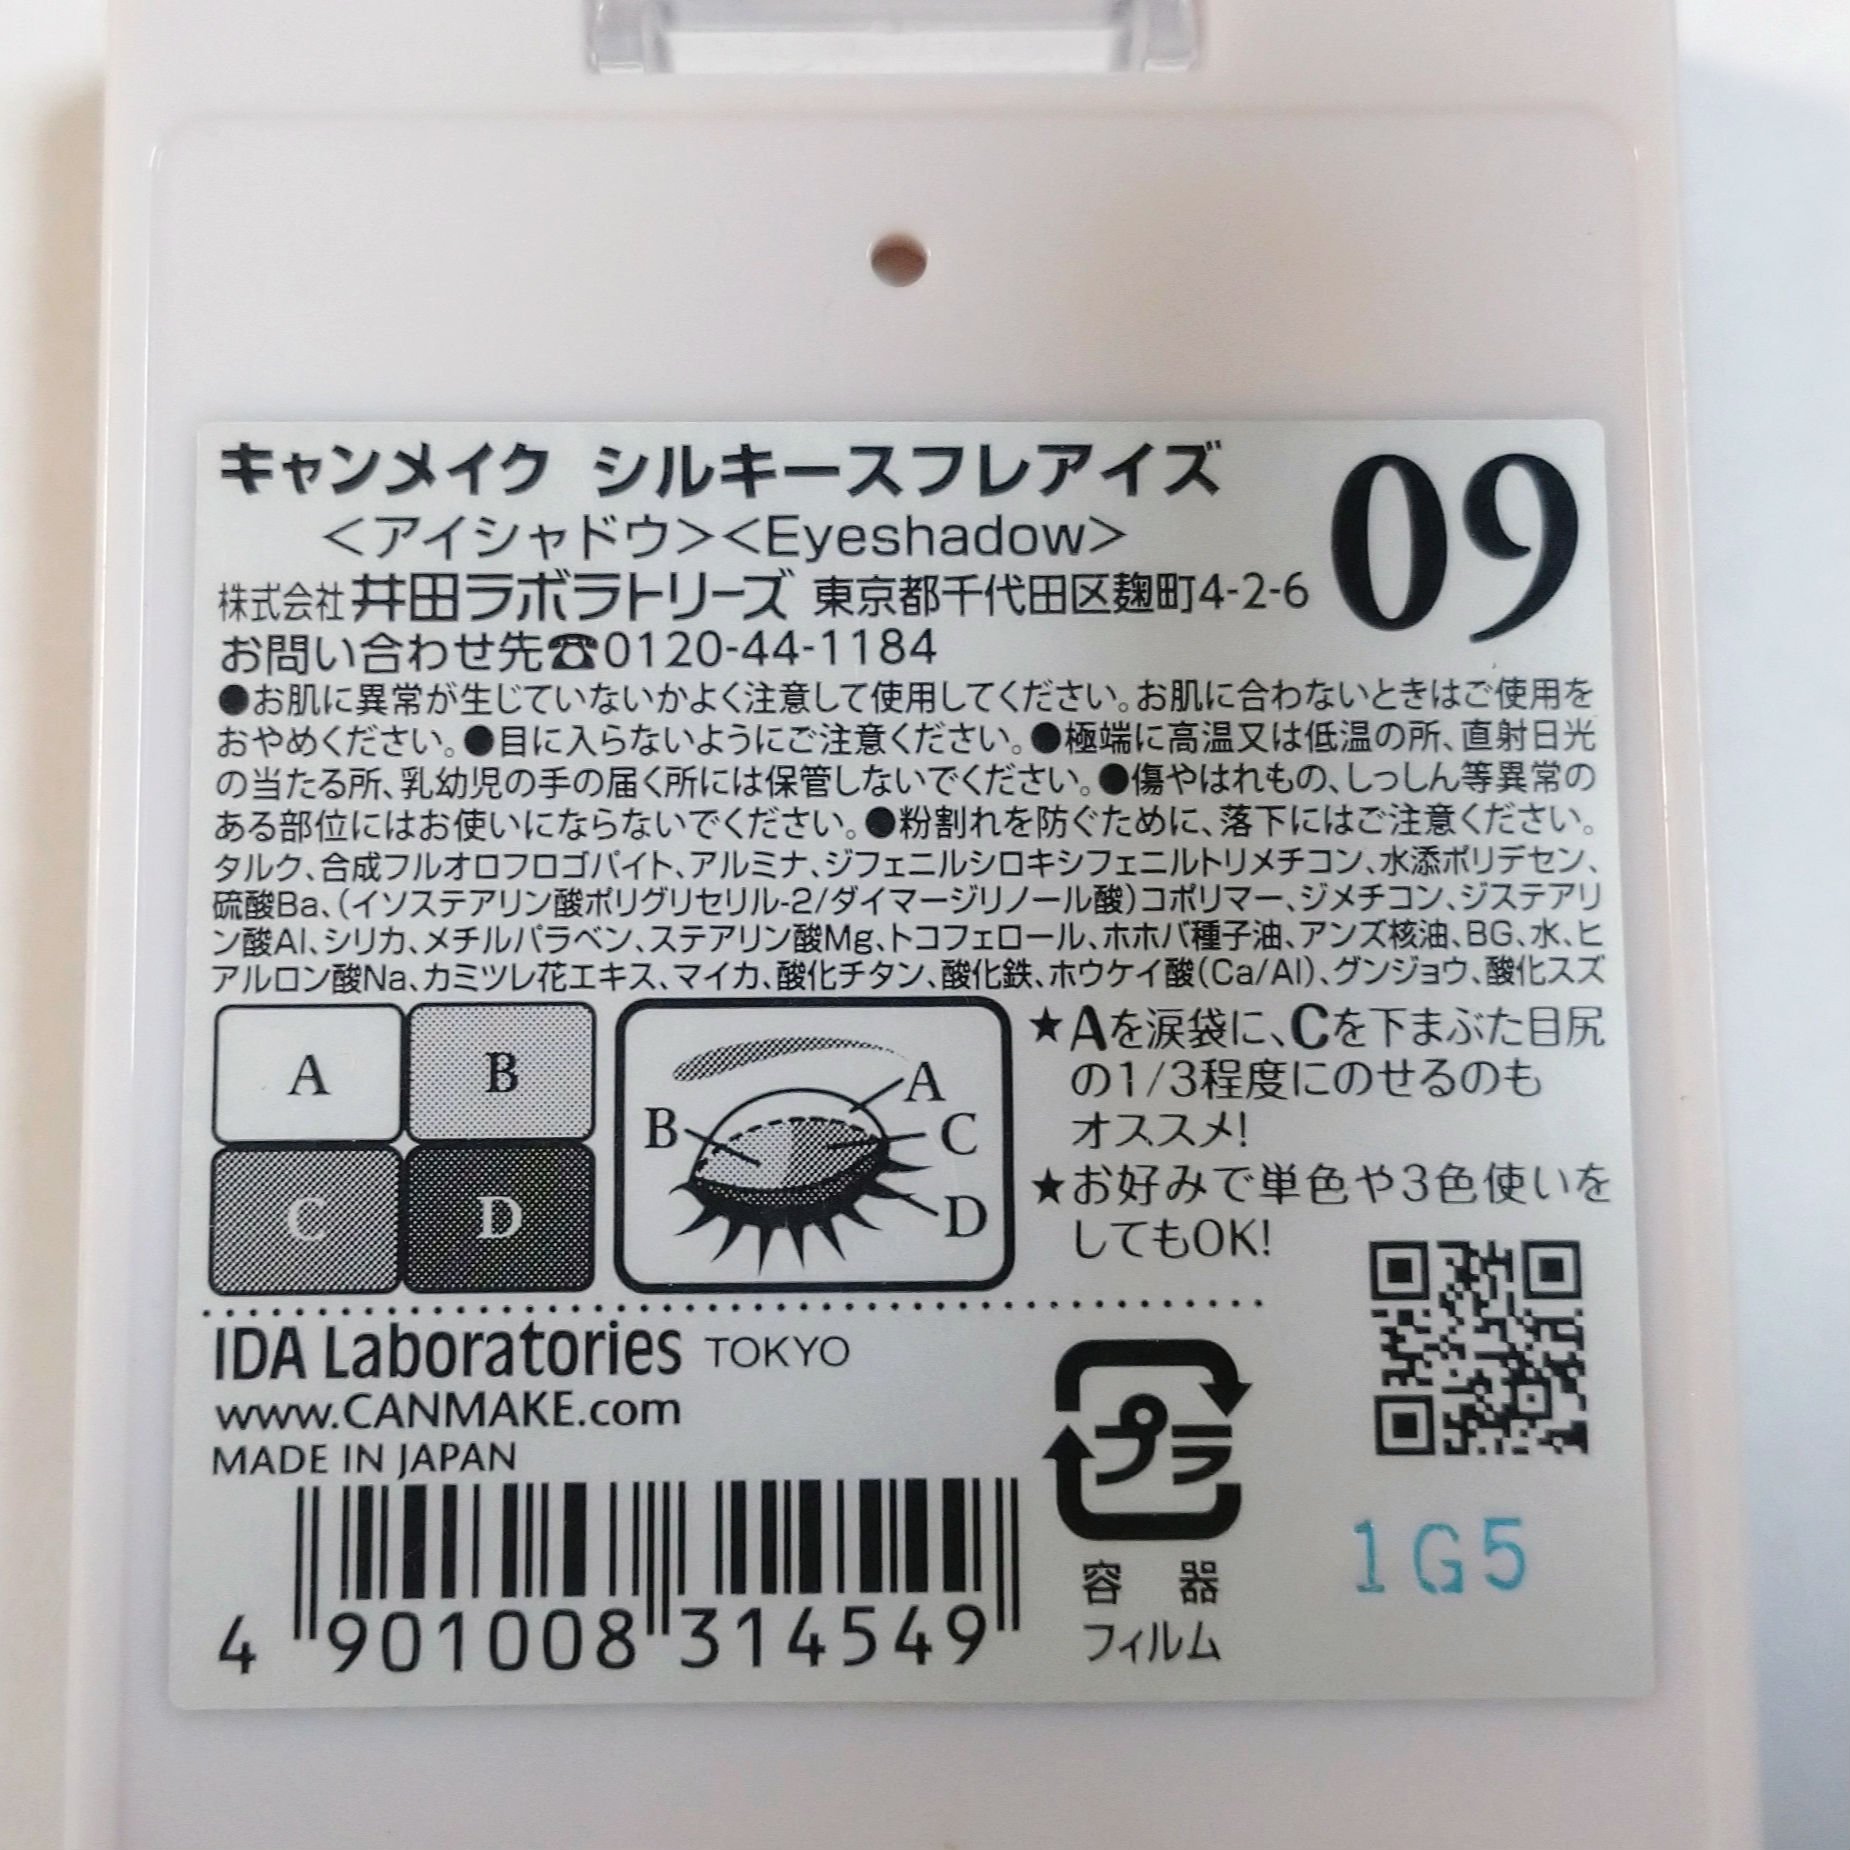 キャンメイク シルキースフレアイズ
09
＜アイシャドウ＞＜Eyeshadow＞
株式会社 井田ラボラトリーズ 東京都千代田区麹町4-2-6
お問い合わせ先☎0120-44-1184
●お肌に異常が生じていないかよく注意して使用してください。お肌に合わないときはご使用を
おやめください。●目に入らないようにご注意ください。●極端に高温又は低温の所、直射日光
の当たる所、乳幼児の手の届く所には保管しないでください。●傷やはれもの、しっしん等異常の
ある部位にはお使いにならないでください。●粉割れを防ぐために、落下にはご注意ください。
タルク、合成フルオロフロゴパイト、アルミナ、ジフェニルシロキシフェニルトリメチコン、水添ポリデセン、
硫酸Ba、（イソステアリン酸ポリグリセリル-2/ダイマージリノール酸）コポリマー、ジメチコン、ジステアリ
ン酸Al、シリカ、メチルパラベン、ステアリン酸Mg、トコフェロール、ホホバ種子油、アンズ核油、BG、水、ヒ
アルロン酸Na、カミツレ花エキス、マイカ、酸化チタン、酸化鉄、ホウケイ酸（Ca/Al）、グンジョウ、酸化スズ
A B
C D
A
B
C
D
★Aを涙袋に、Cを下まぶた目尻
の1/3程度にのせるのも
オススメ!
★お好みで単色や3色使いを
してもOK!
IDA Laboratories TOKYO
www.CANMAKE.com
MADE IN JAPAN
4 901008 314549
プラ
容 器
フィルム
1G5